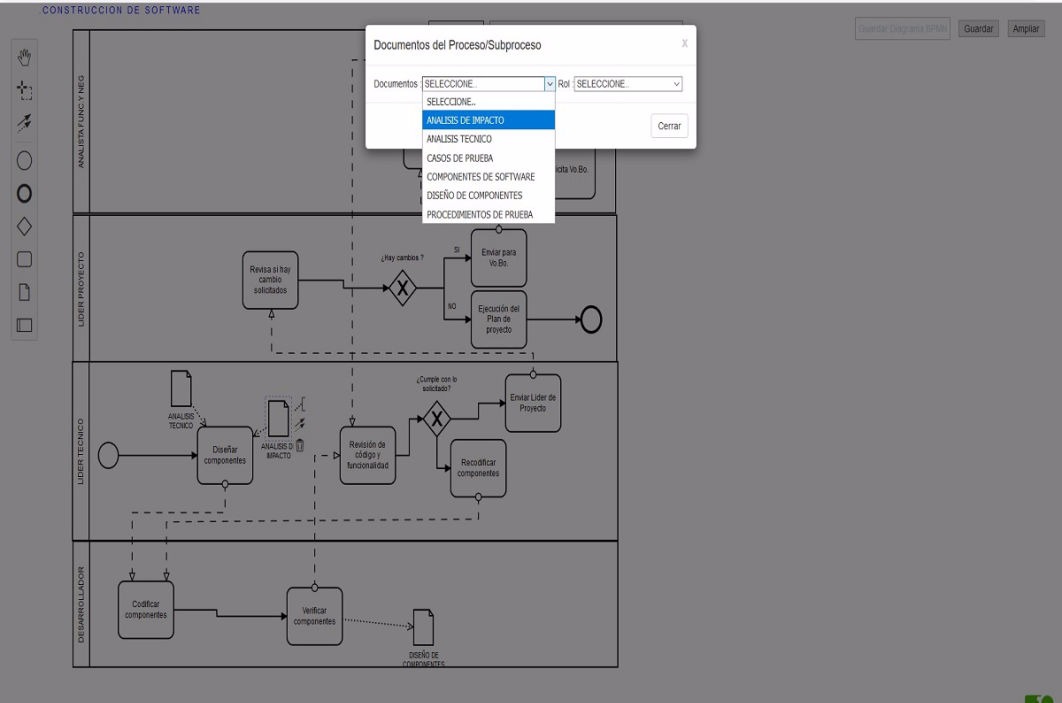 .CONSTRUCCION DE SOFTWARE
Guardar Diagrama BPMN
Guardar
Ampliar
Documentos del Proceso/Subproceso
X
Documentos :
SELECCIONE..
Rol :
SELECCIONE..
SELECCIONE..
ANALISIS DE IMPACTO
ANALISIS TECNICO
CASOS DE PRUEBA
COMPONENTES DE SOFTWARE
DISEÑO DE COMPONENTES
PROCEDIMIENTOS DE PRUEBA
Cerrar
ANALISTA FUNC Y NEG
icita Vo.Bo.
LIDER PROYECTO
Revisa si hay
cambio
solicitados
¿Hay cambios ?
X
SI
NO
Enviar para
Vo.Bo.
Ejecución del
Plan de
proyecto
LIDER TECNICO
ANALISIS
TECNICO
Diseñar
componentes
ANALISIS D
IMPACTO
Revisión de
código y
funcionalidad
¿Cumple con lo
solicitado?
X
Enviar Lider de
Proyecto
Recodificar
componentes
DESARROLLADOR
Codificar
componentes
Verificar
componentes
DISEÑO DE
COMPONENTES